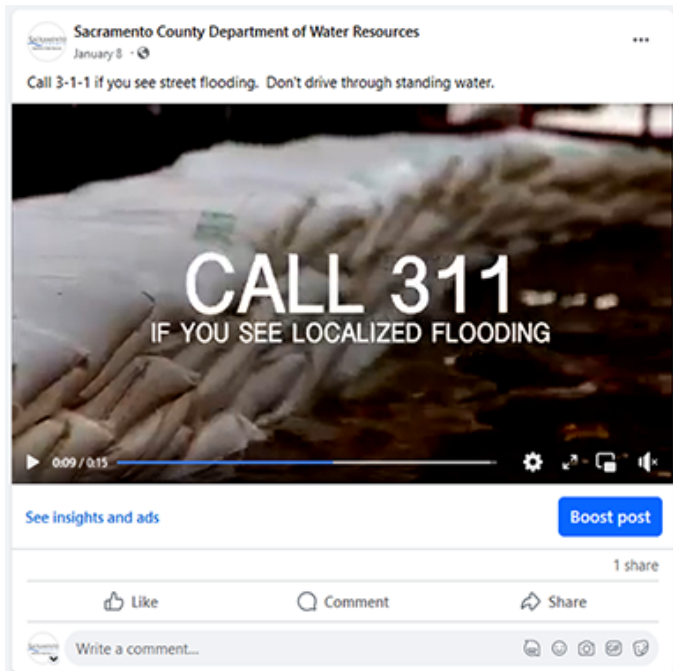 Sacramento County Department of Water Resources
January 8 ·
Call 3-1-1 if you see street flooding. Don't drive through standing water.
CALL 311
IF YOU SEE LOCALIZED FLOODING
0:09 / 0:15
See insights and ads
Boost post
1 share
Like
Comment
Share
Write a comment...